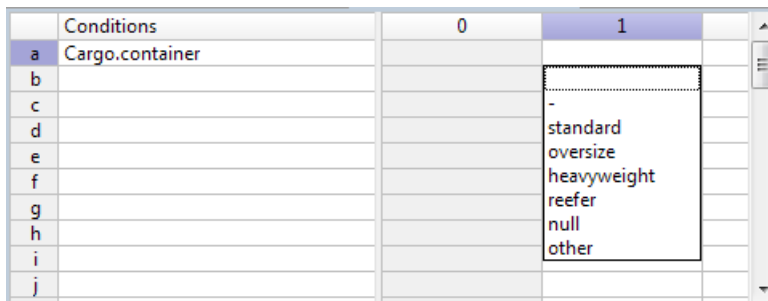 Conditions 0 1
a Cargo.container
b
c -
d standard
e oversize
f heavyweight
g reefer
h null
i other
j